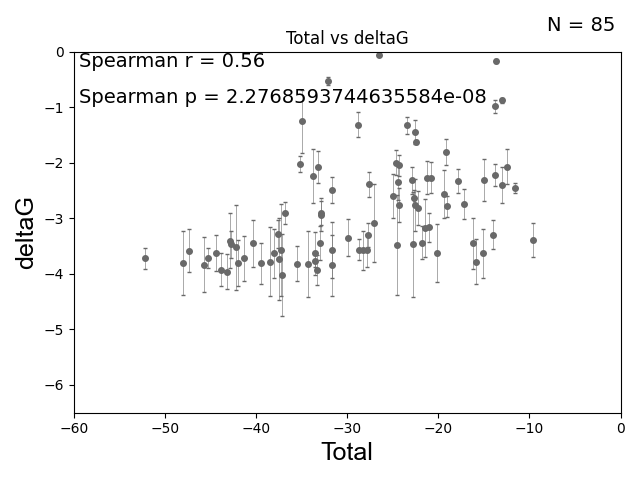 N = 85
Total vs deltaG
Spearman r = 0.56
Spearman p = 2.2768593744635584e-08
0
−1
−2
−3
−4
−5
−6
deltaG
−60 −50 −40 −30 −20 −10 0
Total